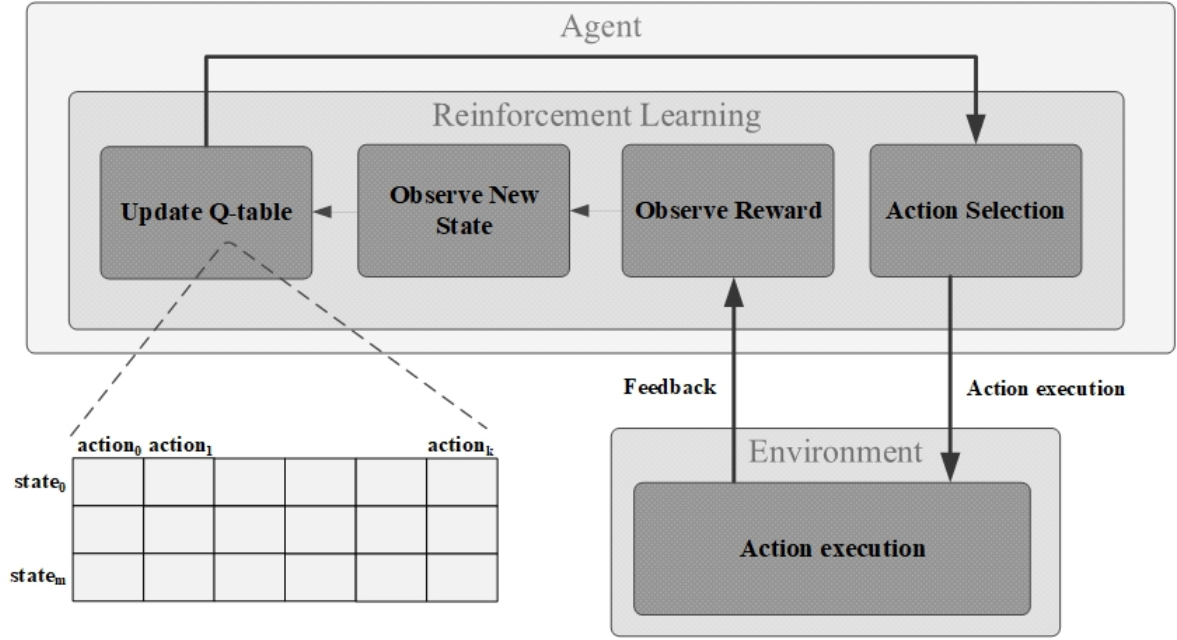 Agent
Reinforcement Learning
Update Q-table
Observe New
State
Observe Reward
Action Selection
Feedback
Action execution
action₀ action₁ actionₖ
state₀
stateₘ
Environment
Action execution